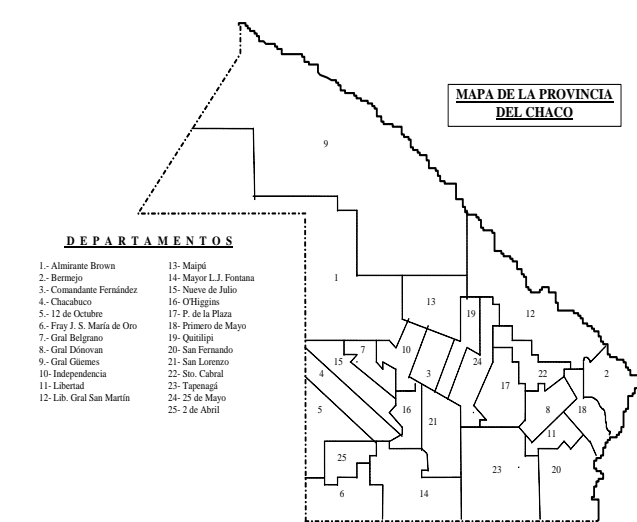 MAPA DE LA PROVINCIA
DEL CHACO
D E P A R T A M E N T O S
1.- Almirante Brown
2.- Bermejo
3.- Comandante Fernández
4.- Chacabuco
5.- 12 de Octubre
6.- Fray J. S. María de Oro
7.- Gral Belgrano
8.- Gral Dónovan
9.- Gral Güemes
10.- Independencia
11- Libertad
12- Lib. Gral San Martín
13- Maipú
14- Mayor L.J. Fontana
15- Nueve de Julio
16- O'Higgins
17- P. de la Plaza
18- Primero de Mayo
19- Quitilipi
20- San Fernando
21- San Lorenzo
22- Sto. Cabral
23- Tapenagá
24- 25 de Mayo
25- 2 de Abril
9
1
13
19
12
7
10
15
24
4
3
22
2
17
5
16
8
18
21
11
25
23
20
6
14